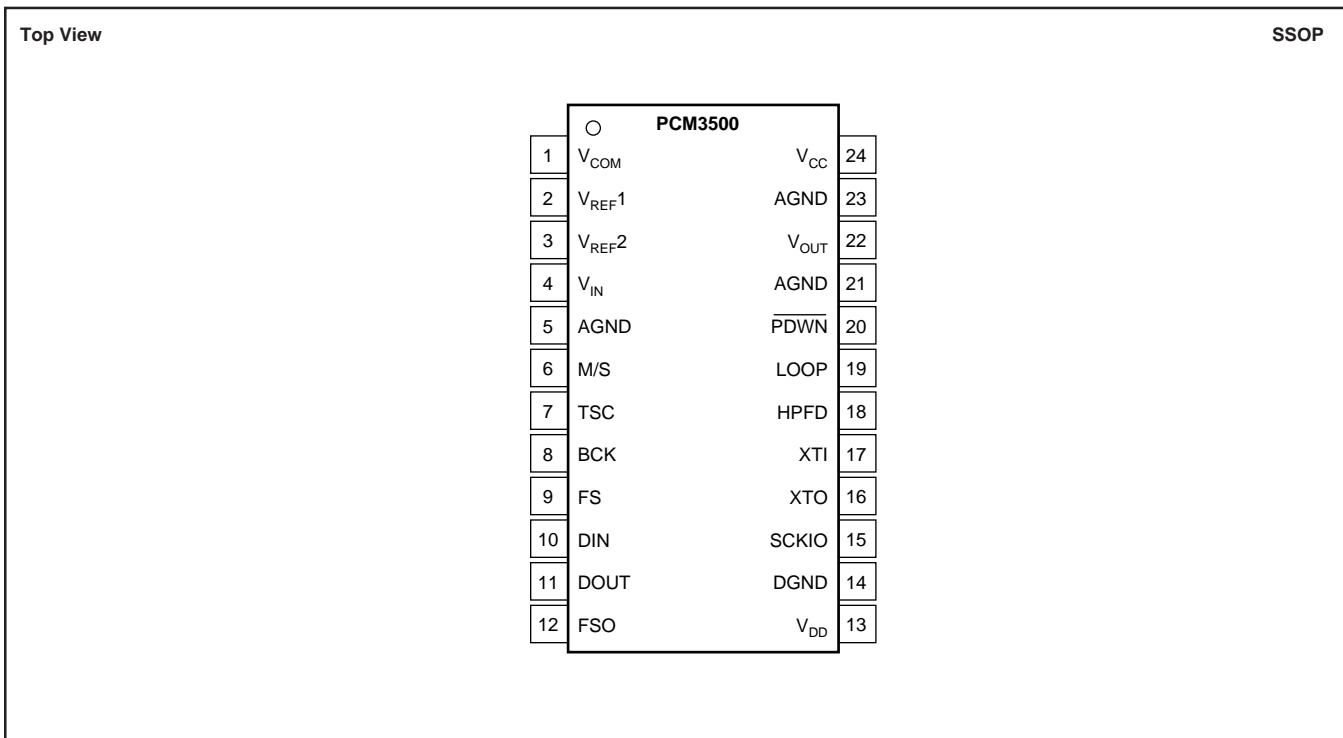 Top View
SSOP
PCM3500
1 VCOM
VCC 24
2 VREF1
AGND 23
3 VREF2
VOUT 22
4 VIN
AGND 21
5 AGND
PDWN 20
6 M/S
LOOP 19
7 TSC
HPFD 18
8 BCK
XTI 17
9 FS
XTO 16
10 DIN
SCKIO 15
11 DOUT
DGND 14
12 FSO
VDD 13